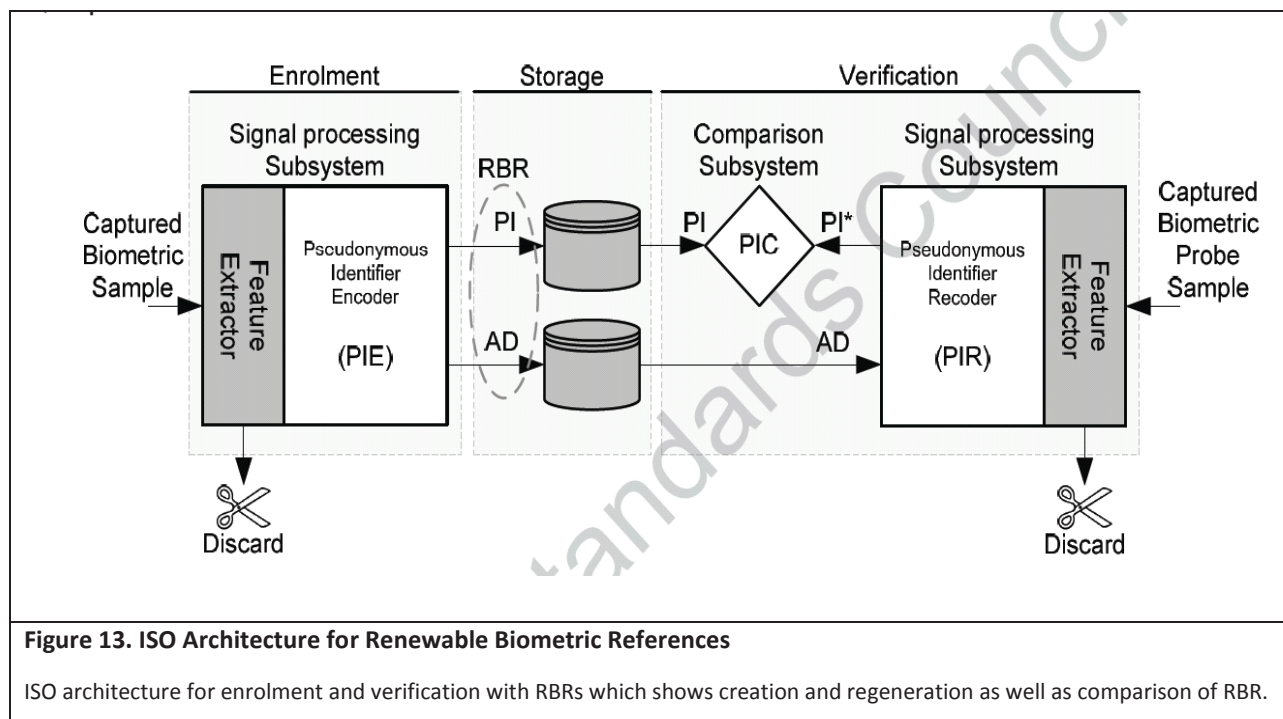 Enrolment
Storage
Verification
Signal processing
Subsystem
Comparison
Subsystem
Signal processing
Subsystem
RBR
Captured
Biometric
Sample
Feature
Extractor
Pscudonymous
Identifier
Encoder
(PIE)
PI
AD
PI
PIC
PI*
AD
Pseudonymous
Identifier
Recoder
(PIR)
Feature
Extractor
Captured
Biometric
Probe
Sample
Discard
Discard
tandards Counci
Figure 13. ISO Architecture for Renewable Biometric References
ISO architecture for enrolment and verification with RBRs which shows creation and regeneration as well as comparison of RBR.